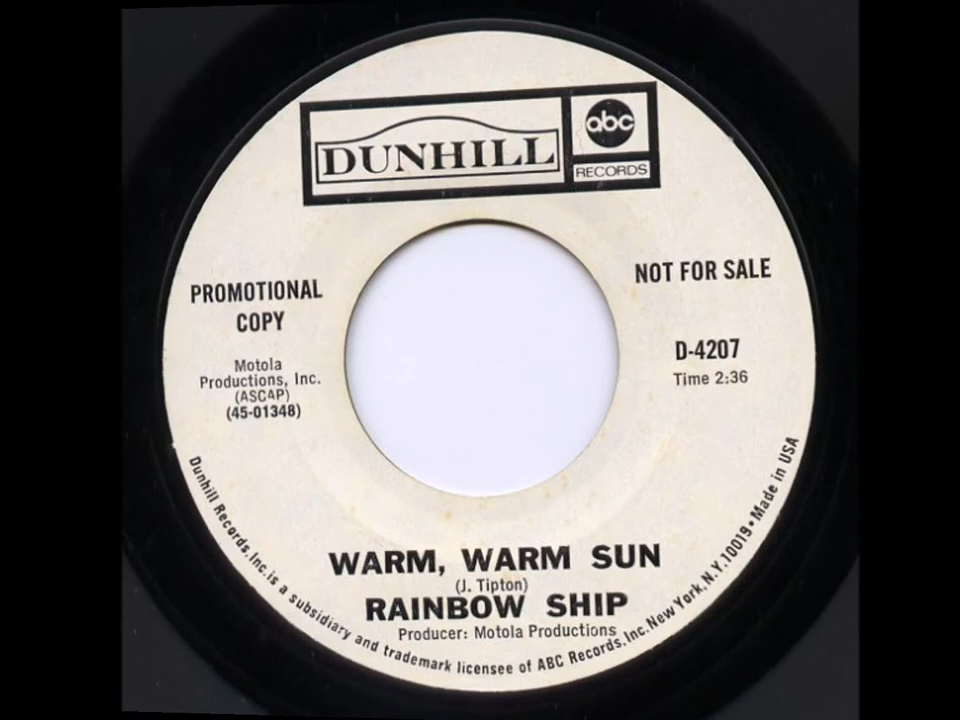 DUNHILL
abc
RECORDS
NOT FOR SALE
PROMOTIONAL
COPY
D-4207
Time 2:36
Motola
Productions, Inc.
(ASCAP)
(45-01348)
WARM, WARM SUN
(J. Tipton)
RAINBOW SHIP
Producer: Motola Productions
Dunhill Records, Inc. is a subsidiary and trademark licensee of ABC Records, Inc. New York, N.Y. 10019 • Made in USA